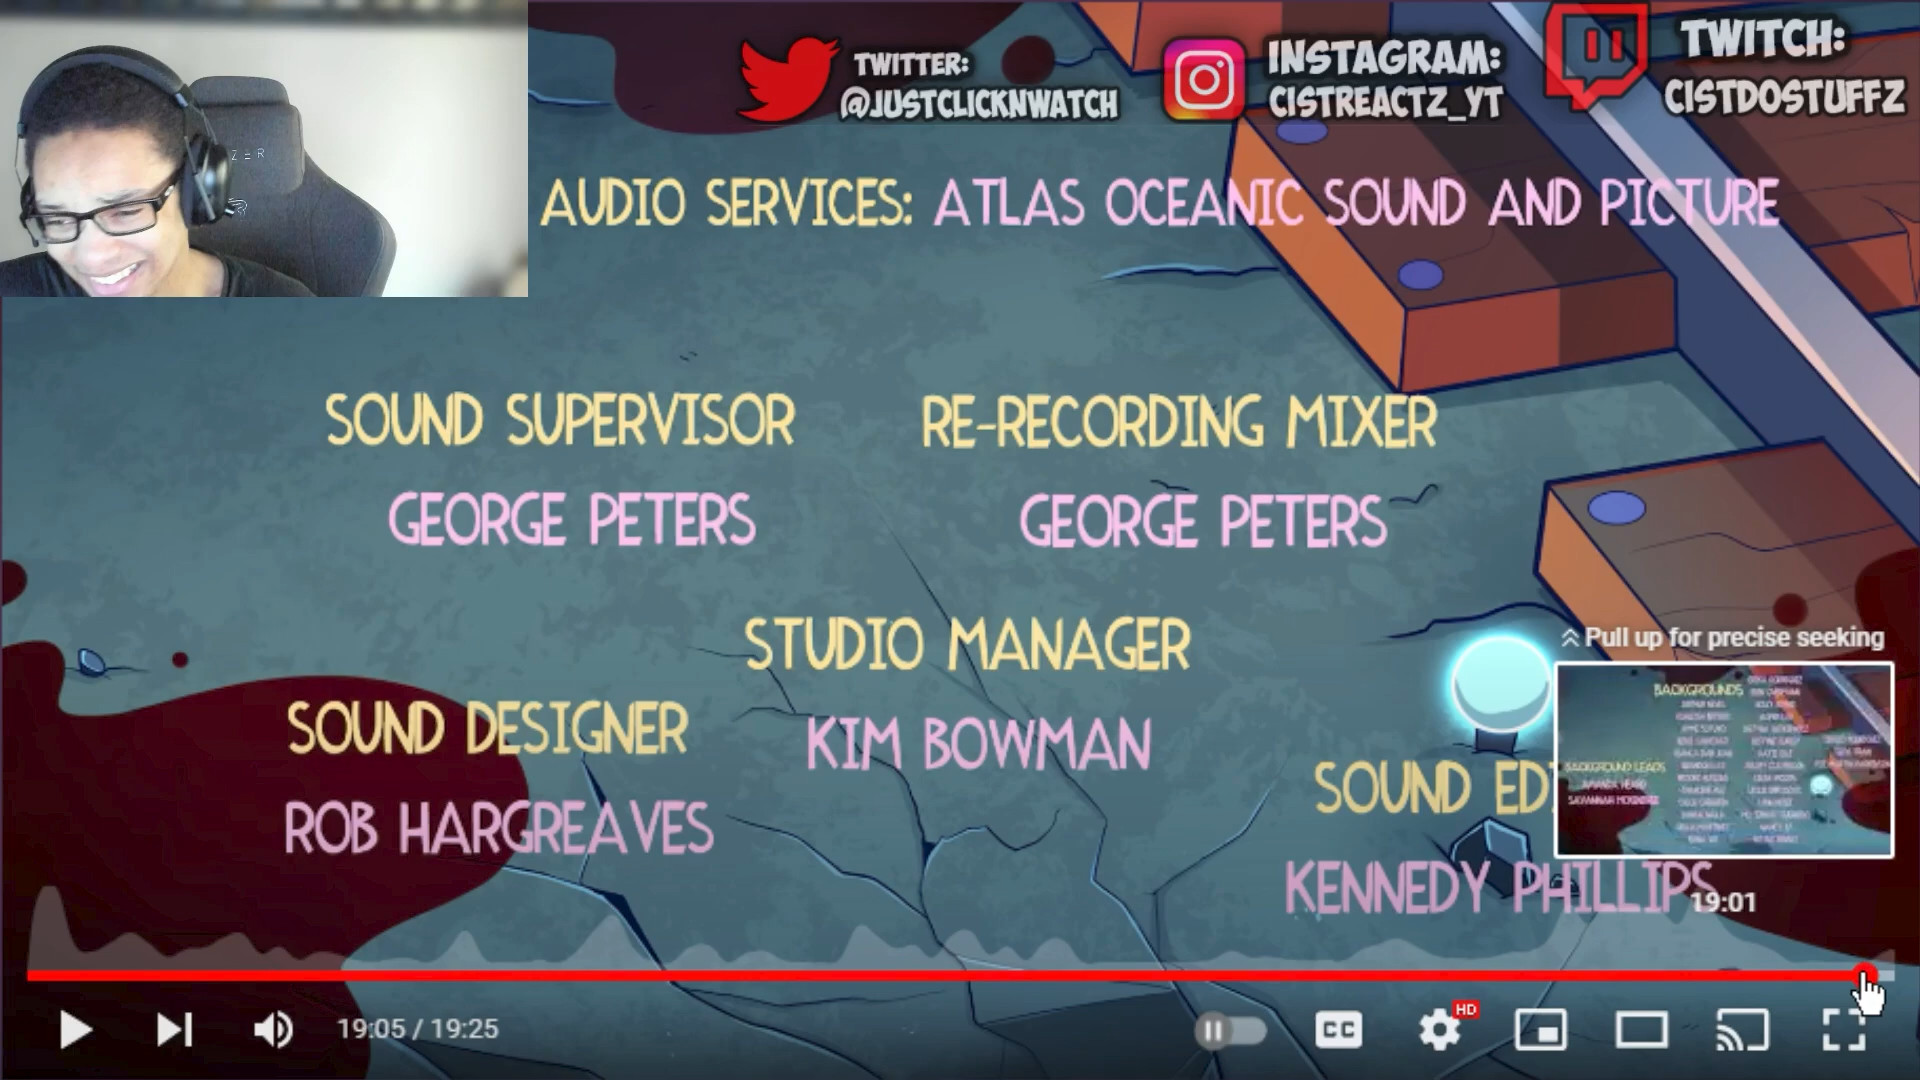 TWITTER:
@JUSTCLICKNWATCH
INSTAGRAM:
CISTREACTZ_YT
TWITCH:
CISTDOSTUFFZ
AUDIO SERVICES: ATLAS OCEANIC SOUND AND PICTURE
SOUND SUPERVISOR
GEORGE PETERS
RE-RECORDING MIXER
GEORGE PETERS
STUDIO MANAGER
KIM BOWMAN
SOUND DESIGNER
ROB HARGREAVES
SOUND ED
KENNEDY PHILLIPS
Pull up for precise seeking
BACKGROUNDS
BACKGROUND LEADS
19:01
19:05 / 19:25
CC
HD